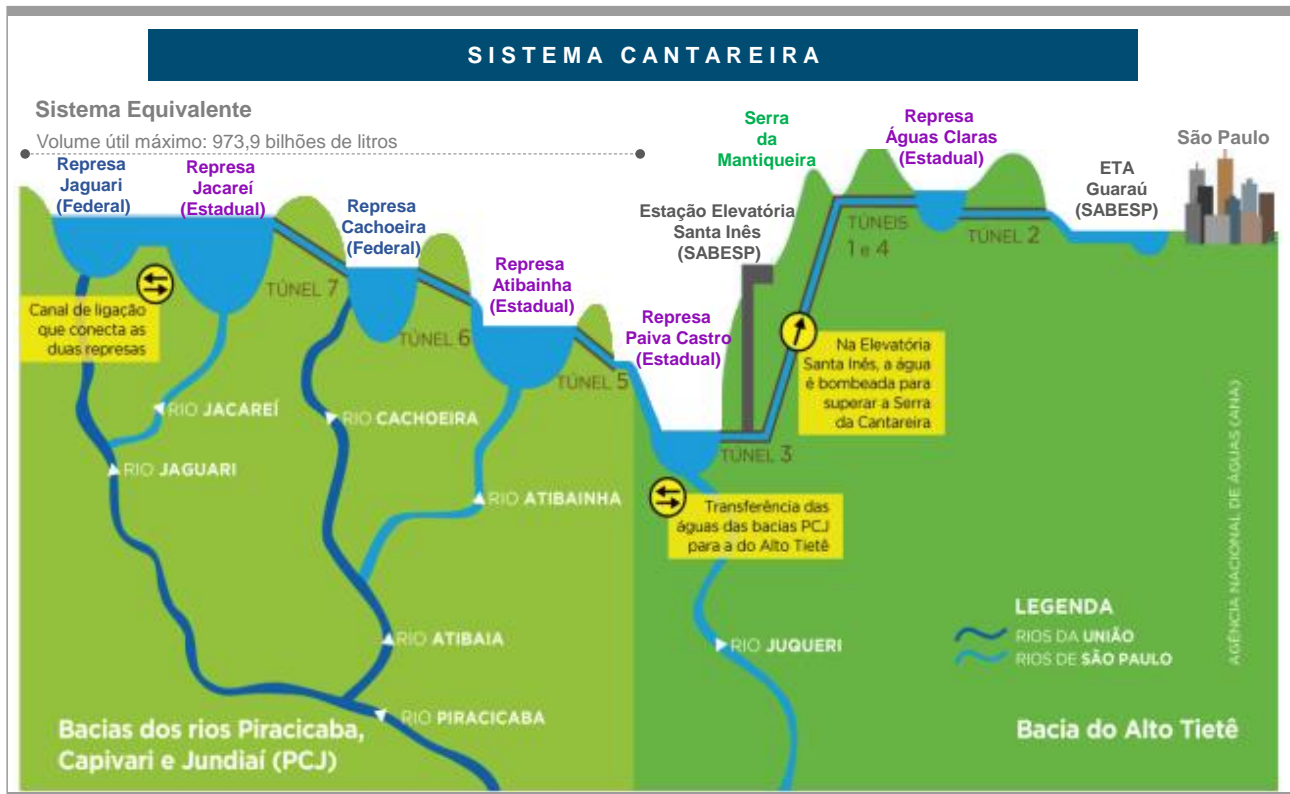 SISTEMA CANTAREIRA
Sistema Equivalente
Volume útil máximo: 973,9 bilhões de litros
Represa
Jaguari
(Federal)
Represa
Jacareí
(Estadual)
Represa
Cachoeira
(Federal)
Represa
Atibainha
(Estadual)
Represa
Paiva Castro
(Estadual)
Estação Elevatória
Santa Inês
(SABESP)
Serra
da
Mantiqueira
Represa
Águas Claras
(Estadual)
ETA
Guaraú
(SABESP)
São Paulo
TÚNEL 7
TÚNEL 6
TÚNEL 5
TÚNEL 3
TÚNEIS
1 e 4
TÚNEL 2
Canal de ligação
que conecta as
duas represas
Na Elevatória
Santa Inês, a água
é bombeada para
superar a Serra
da Cantareira
Transferência das
águas das bacias PCJ
para a do Alto Tietê
RIO JACAREÍ
RIO JAGUARI
RIO CACHOEIRA
RIO ATIBAINHA
RIO ATIBAIA
RIO PIRACICABA
RIO JUQUERI
LEGENDA
RIOS DA UNIÃO
RIOS DE SÃO PAULO
AGÊNCIA NACIONAL DE ÁGUAS (ANA)
Bacias dos rios Piracicaba,
Capivari e Jundiaí (PCJ)
Bacia do Alto Tietê